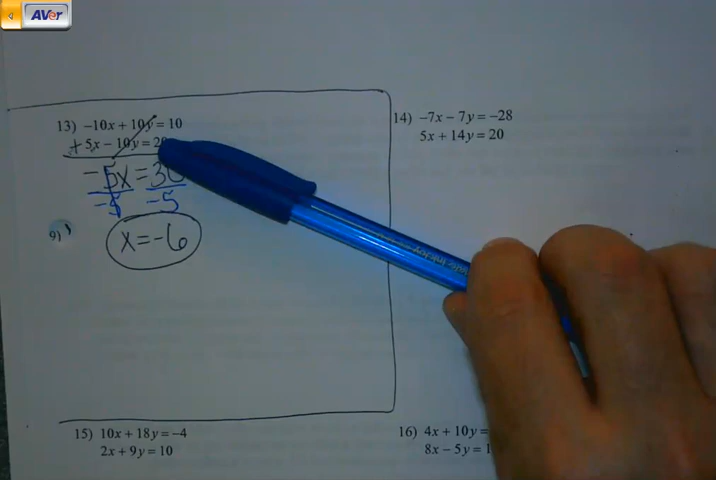 AVer
13) −10x + 10y = 10
+ 5x − 10y =
−5x = 30
−5 −5
x = −6
9)
14) −7x − 7y = −28
5x + 14y = 20
15) 10x + 18y = −4
2x + 9y = 10
16) 4x + 10y =
8x − 5y =